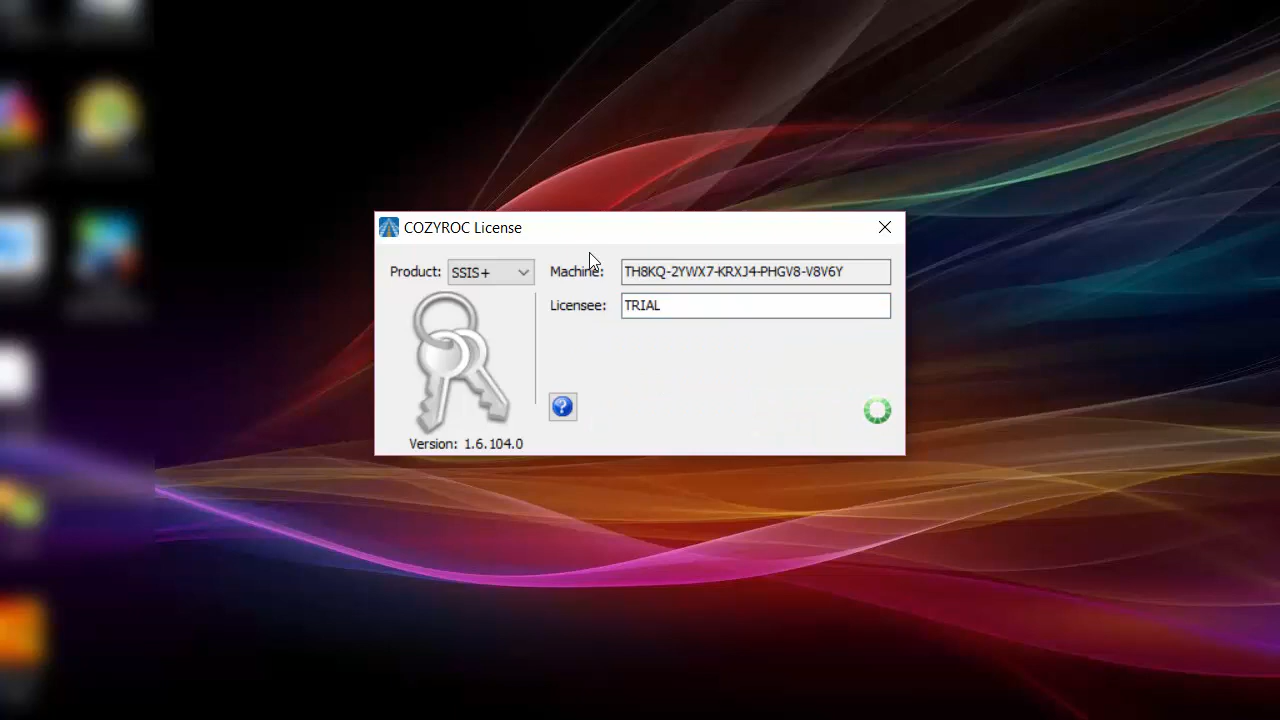 COZYROC License
Product: SSIS+
Machine: TH8KQ-2YWX7-KRXJ4-PHGV8-V8V6Y
Licensee: TRIAL
Version: 1.6.104.0